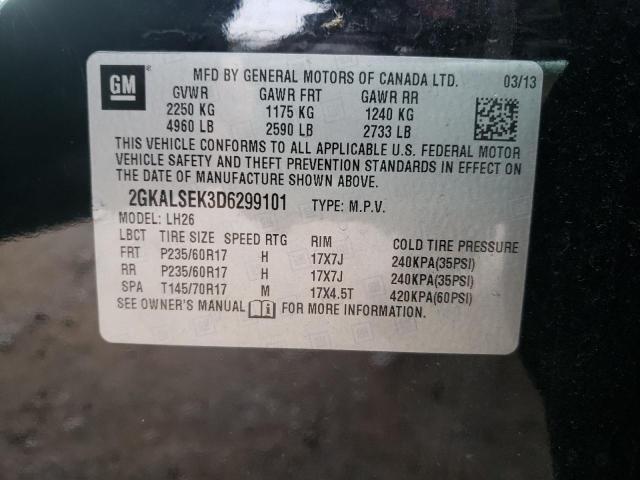 GM ® MFD BY GENERAL MOTORS OF CANADA LTD. 03/13
GVWR GAWR FRT GAWR RR
2250 KG 1175 KG 1240 KG
4960 LB 2590 LB 2733 LB
THIS VEHICLE CONFORMS TO ALL APPLICABLE U.S. FEDERAL MOTOR
VEHICLE SAFETY AND THEFT PREVENTION STANDARDS IN EFFECT ON
THE DATE OF MANUFACTURE SHOWN ABOVE.
2GKALSEK3D6299101 TYPE: M.P.V.
MODEL: LH26
LBCT TIRE SIZE SPEED RTG RIM COLD TIRE PRESSURE
FRT P235/60R17 H 17X7J 240KPA(35PSI)
RR P235/60R17 H 17X7J 240KPA(35PSI)
SPA T145/70R17 M 17X4.5T 420KPA(60PSI)
SEE OWNER'S MANUAL FOR MORE INFORMATION.